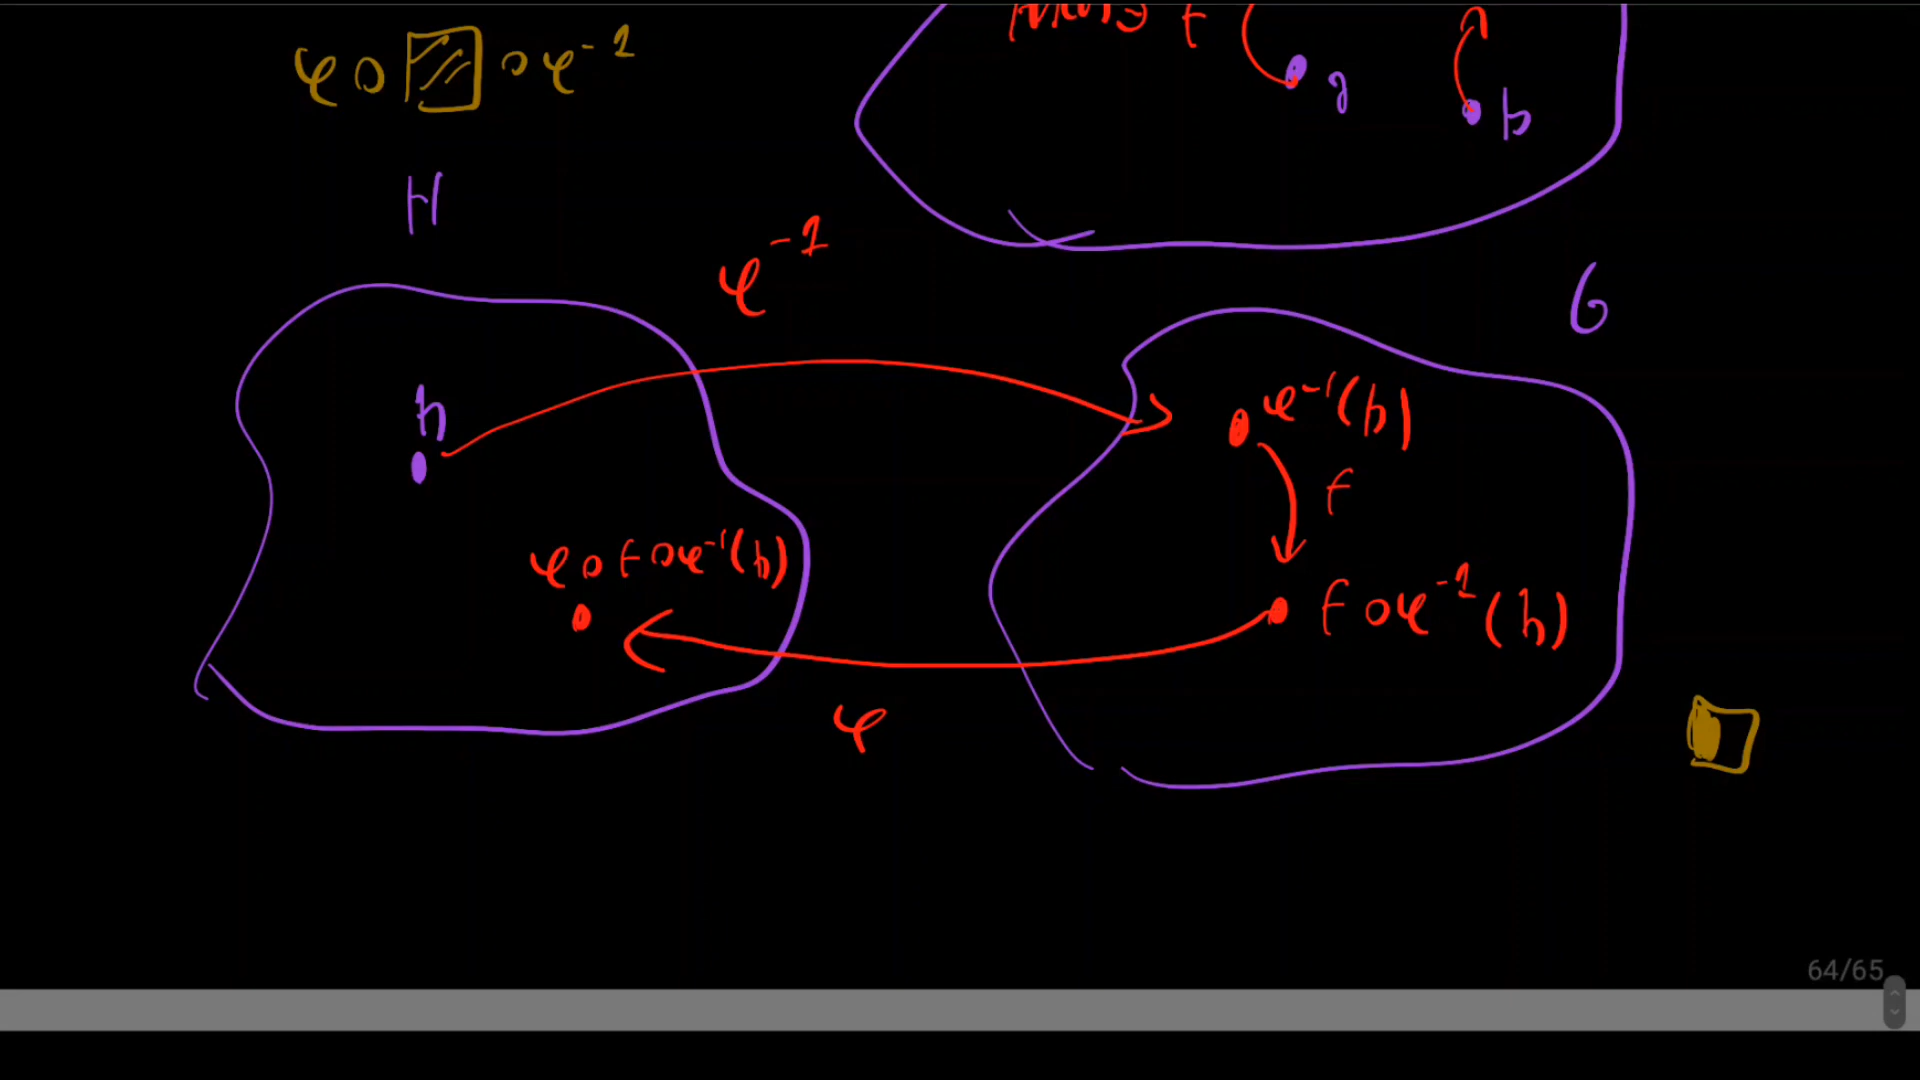 φ o o φ⁻¹
g
b
H
φ⁻¹
G
h
φ⁻¹(h)
f
φ o f o φ⁻¹(h)
f o φ⁻¹(h)
φ
64/65